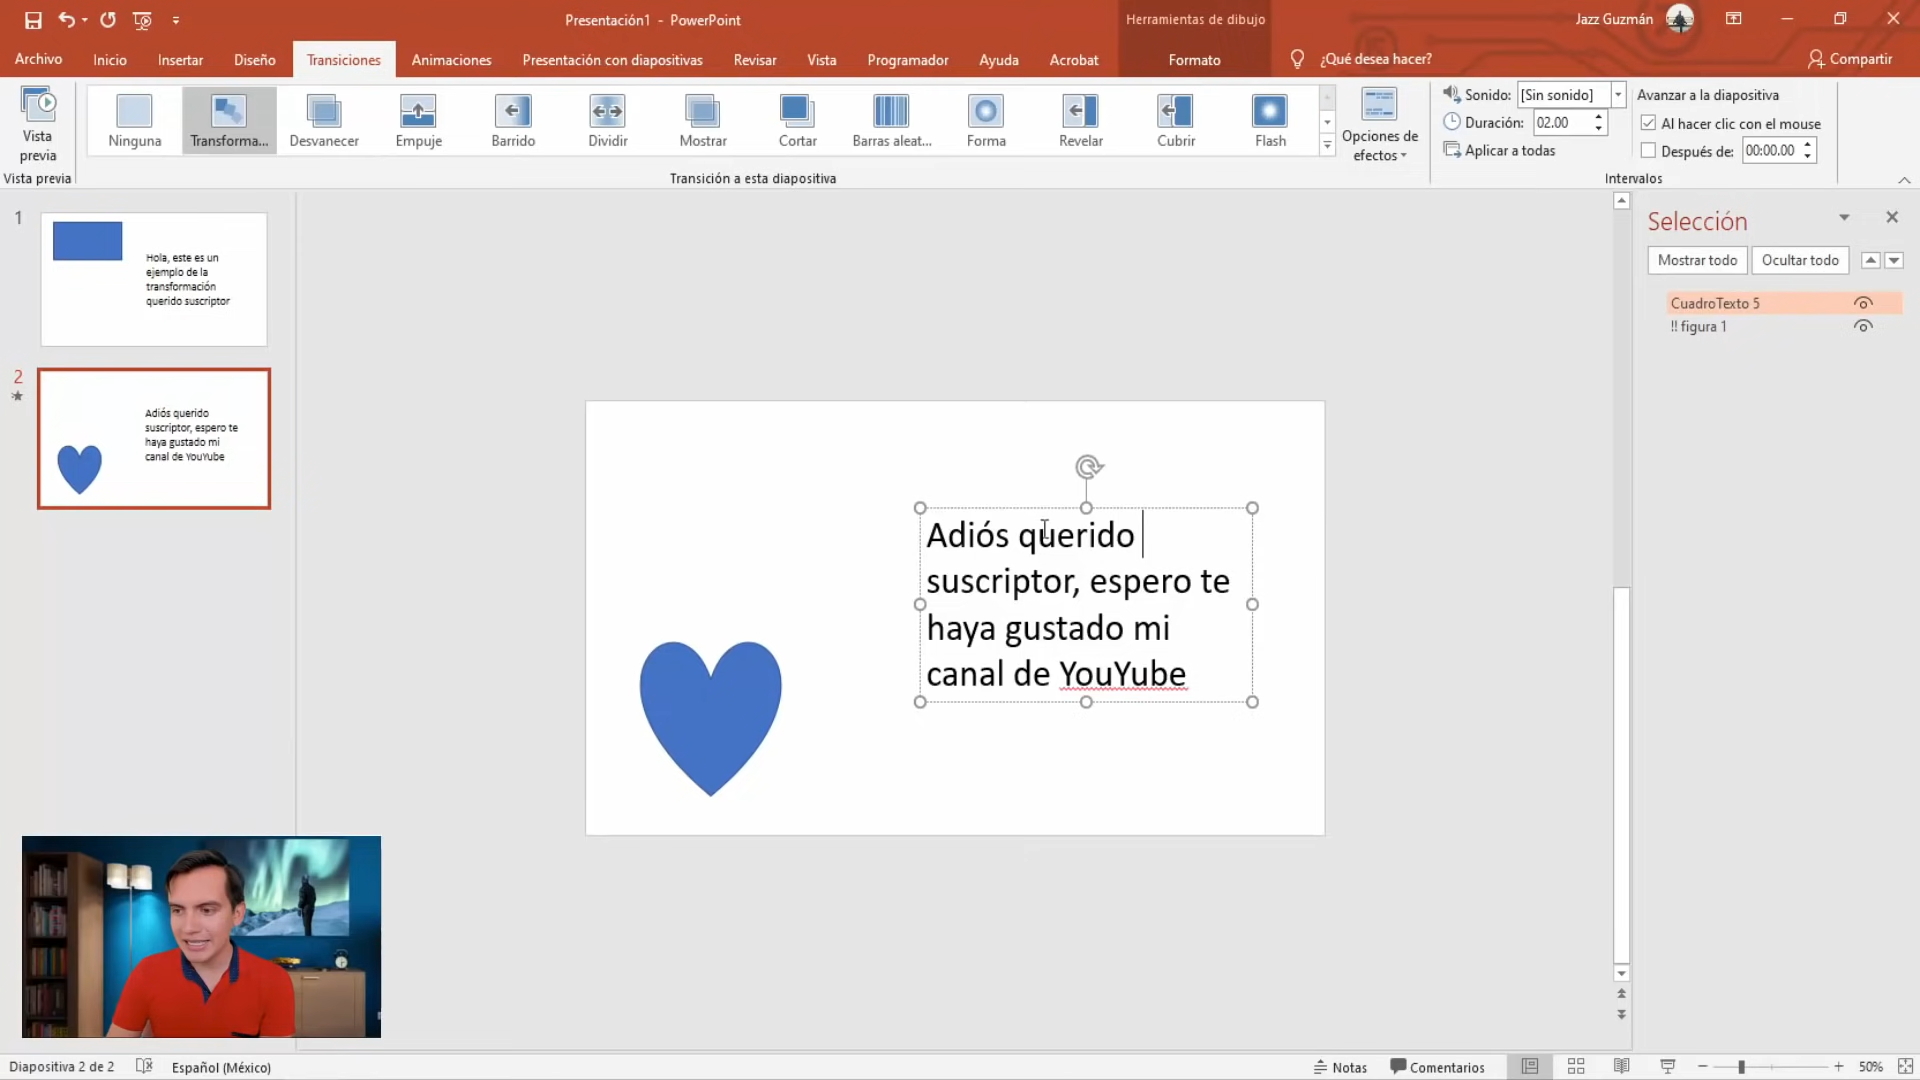 Presentación1 - PowerPoint
Herramientas de dibujo
Jazz Guzmán
Archivo
Inicio
Insertar
Diseño
Transiciones
Animaciones
Presentación con diapositivas
Revisar
Vista
Programador
Ayuda
Acrobat
Formato
¿Qué desea hacer?
Compartir
Vista
previa
Ninguna
Transforma...
Desvanecer
Empuje
Barrido
Dividir
Mostrar
Cortar
Barras aleat...
Forma
Revelar
Cubrir
Flash
Opciones de
efectos
Sonido: [Sin sonido]
Duración: 02.00
Aplicar a todas
Avanzar a la diapositiva
Al hacer clic con el mouse
Después de: 00:00.00
Vista previa
Transición a esta diapositiva
Intervalos
1
Hola, este es un
ejemplo de la
transformación
querido suscriptor
2
Adiós querido
suscriptor, espero te
haya gustado mi
canal de YouYube
Adiós querido
suscriptor, espero te
haya gustado mi
canal de YouYube
Selección
Mostrar todo
Ocultar todo
CuadroTexto 5
!! figura 1
Diapositiva 2 de 2
Español (México)
Notas
Comentarios
50%